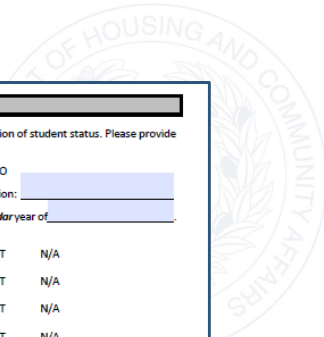 OF HOUSING AND COMMUNITY AFFAIRS
ion of student status. Please provide
O
ion:
dar year of .
T N/A
T N/A
T N/A
T N/A